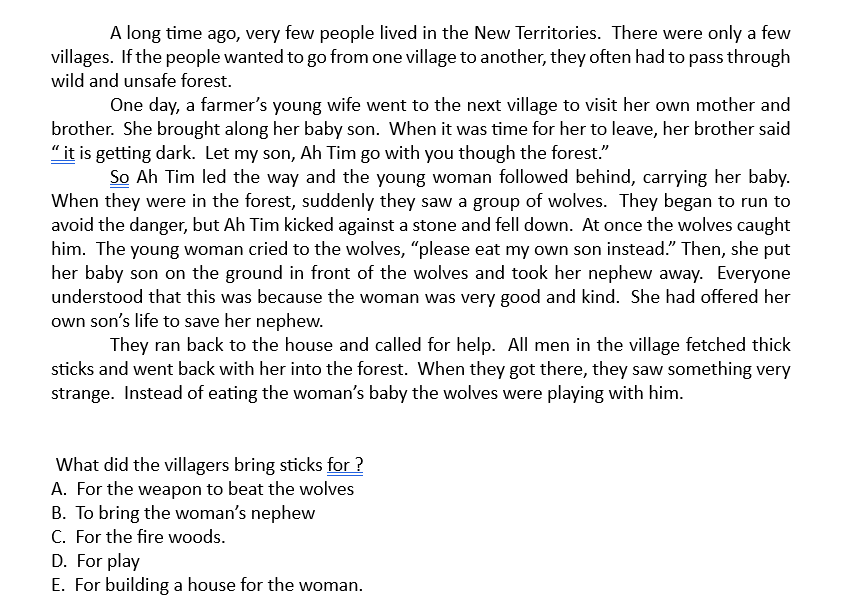 A long time ago, very few people lived in the New Territories.  There were only a few
villages.  If the people wanted to go from one village to another, they often had to pass through
wild and unsafe forest.
One day, a farmer’s young wife went to the next village to visit her own mother and
brother.  She brought along her baby son.  When it was time for her to leave, her brother said
“ it is getting dark.  Let my son, Ah Tim go with you though the forest.”
So Ah Tim led the way and the young woman followed behind, carrying her baby.
When they were in the forest, suddenly they saw a group of wolves.  They began to run to
avoid the danger, but Ah Tim kicked against a stone and fell down.  At once the wolves caught
him.  The young woman cried to the wolves, “please eat my own son instead.” Then, she put
her baby son on the ground in front of the wolves and took her nephew away.  Everyone
understood that this was because the woman was very good and kind.  She had offered her
own son’s life to save her nephew.
They ran back to the house and called for help.  All men in the village fetched thick
sticks and went back with her into the forest.  When they got there, they saw something very
strange.  Instead of eating the woman’s baby the wolves were playing with him.
What did the villagers bring sticks for ?
A.  For the weapon to beat the wolves
B.  To bring the woman’s nephew
C.  For the fire woods.
D.  For play
E.  For building a house for the woman.